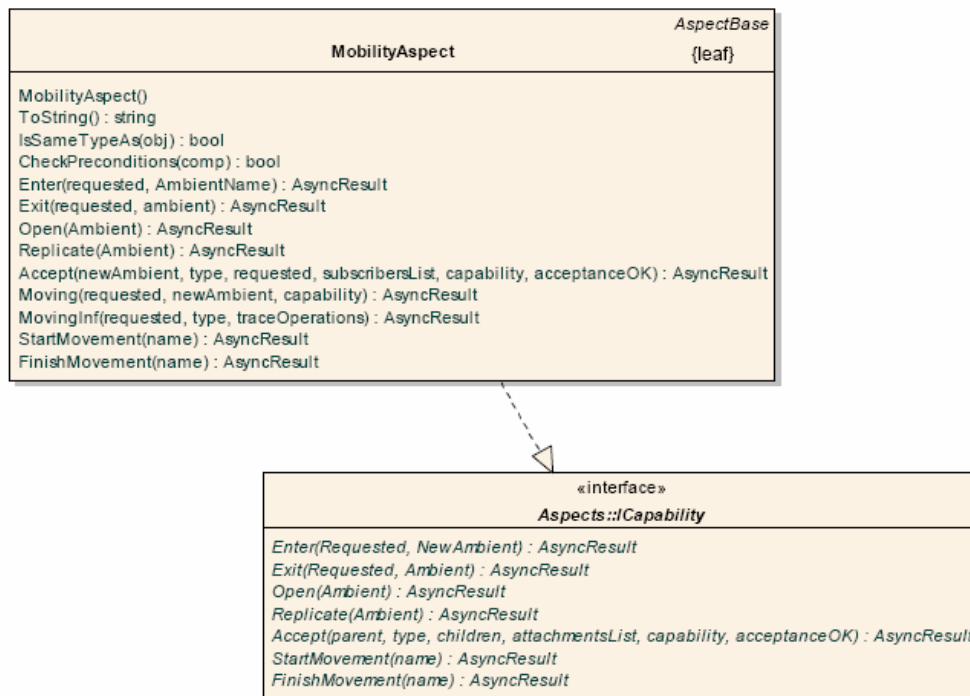 AspectBase
MobilityAspect
{leaf}
MobilityAspect()
ToString() : string
IsSameTypeAs(obj) : bool
CheckPreconditions(comp) : bool
Enter(requested, AmbientName) : AsyncResult
Exit(requested, ambient) : AsyncResult
Open(Ambient) : AsyncResult
Replicate(Ambient) : AsyncResult
Accept(newAmbient, type, requested, subscribersList, capability, acceptanceOK) : AsyncResult
Moving(requested, newAmbient, capability) : AsyncResult
MovingInf(requested, type, traceOperations) : AsyncResult
StartMovement(name) : AsyncResult
FinishMovement(name) : AsyncResult
«interface»
Aspects::ICapability
Enter(Requested, NewAmbient) : AsyncResult
Exit(Requested, Ambient) : AsyncResult
Open(Ambient) : AsyncResult
Replicate(Ambient) : AsyncResult
Accept(parent, type, children, attachmentsList, capability, acceptanceOK) : AsyncResult
StartMovement(name) : AsyncResult
FinishMovement(name) : AsyncResult